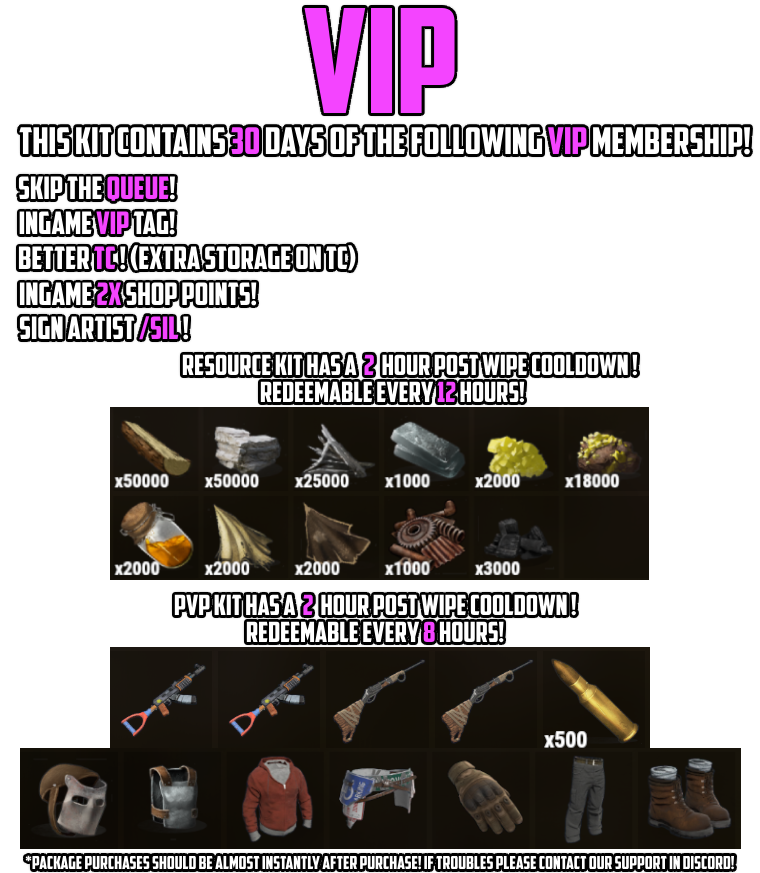 VIP
THIS KIT CONTAINS 30 DAYS OF THE FOLLOWING VIP MEMBERSHIP!
SKIP THE QUEUE!
INGAME VIP TAG!
BETTER TC! (EXTRA STORAGE ON TC)
INGAME 2X SHOP POINTS!
SIGN ARTIST /SIL!
RESOURCE KIT HAS A 2 HOUR POST WIPE COOLDOWN!
REDEEMABLE EVERY 12 HOURS!
x50000 x50000 x25000 x1000 x2000 x18000
x2000 x2000 x2000 x1000 x3000
PVP KIT HAS A 2 HOUR POST WIPE COOLDOWN!
REDEEMABLE EVERY 8 HOURS!
x500
*PACKAGE PURCHASES SHOULD BE ALMOST INSTANTLY AFTER PURCHASE! IF TROUBLES PLEASE CONTACT OUR SUPPORT IN DISCORD!